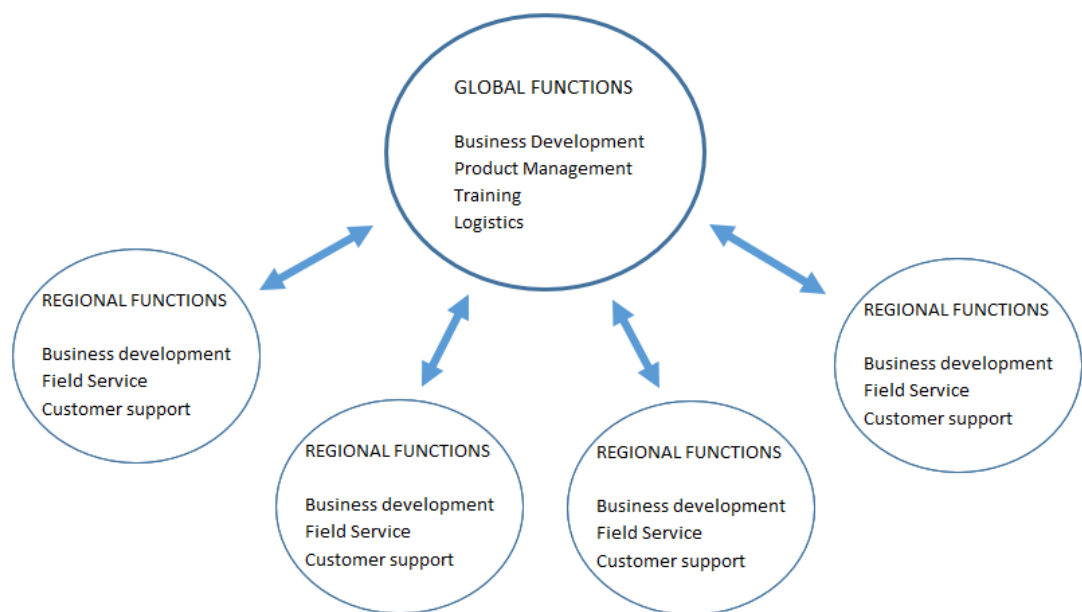 GLOBAL FUNCTIONS
Business Development
Product Management
Training
Logistics
REGIONAL FUNCTIONS
Business development
Field Service
Customer support
REGIONAL FUNCTIONS
Business development
Field Service
Customer support
REGIONAL FUNCTIONS
Business development
Field Service
Customer support
REGIONAL FUNCTIONS
Business development
Field Service
Customer support